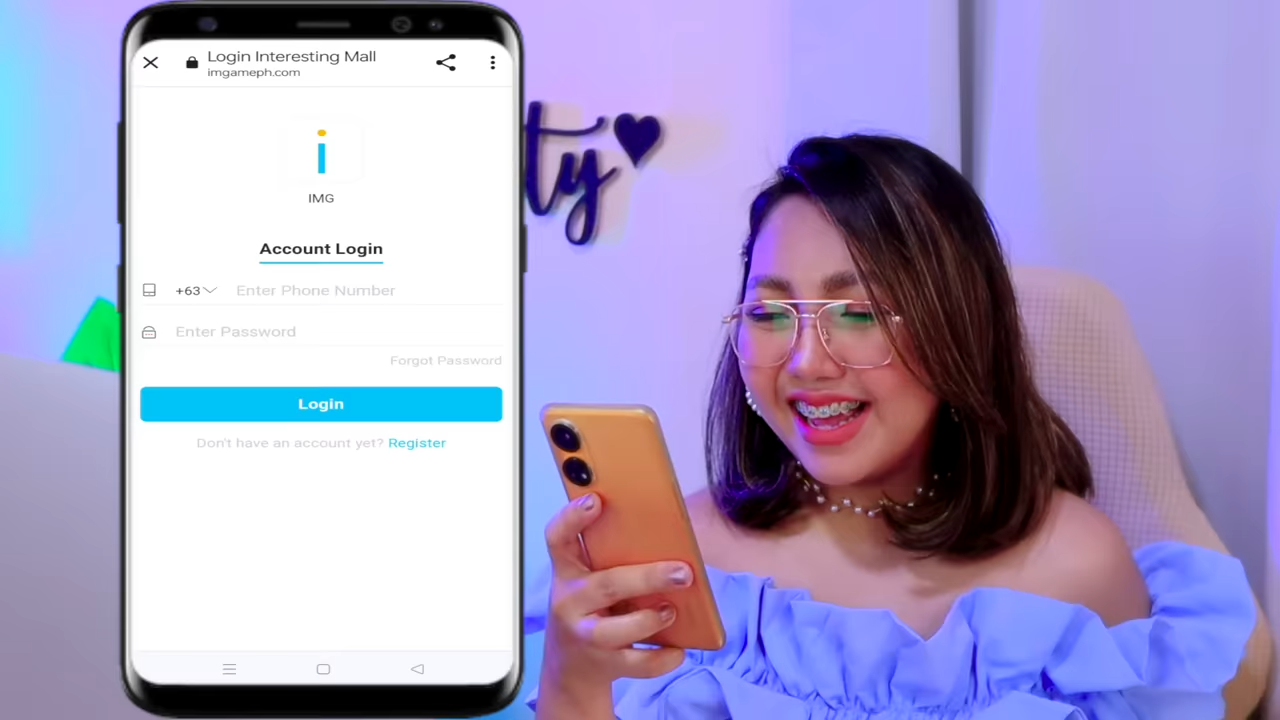 Login Interesting Mall
imgameph.com
i
IMG
Account Login
+63 Enter Phone Number
Enter Password
Forgot Password
Login
Don't have an account yet? Register
ty